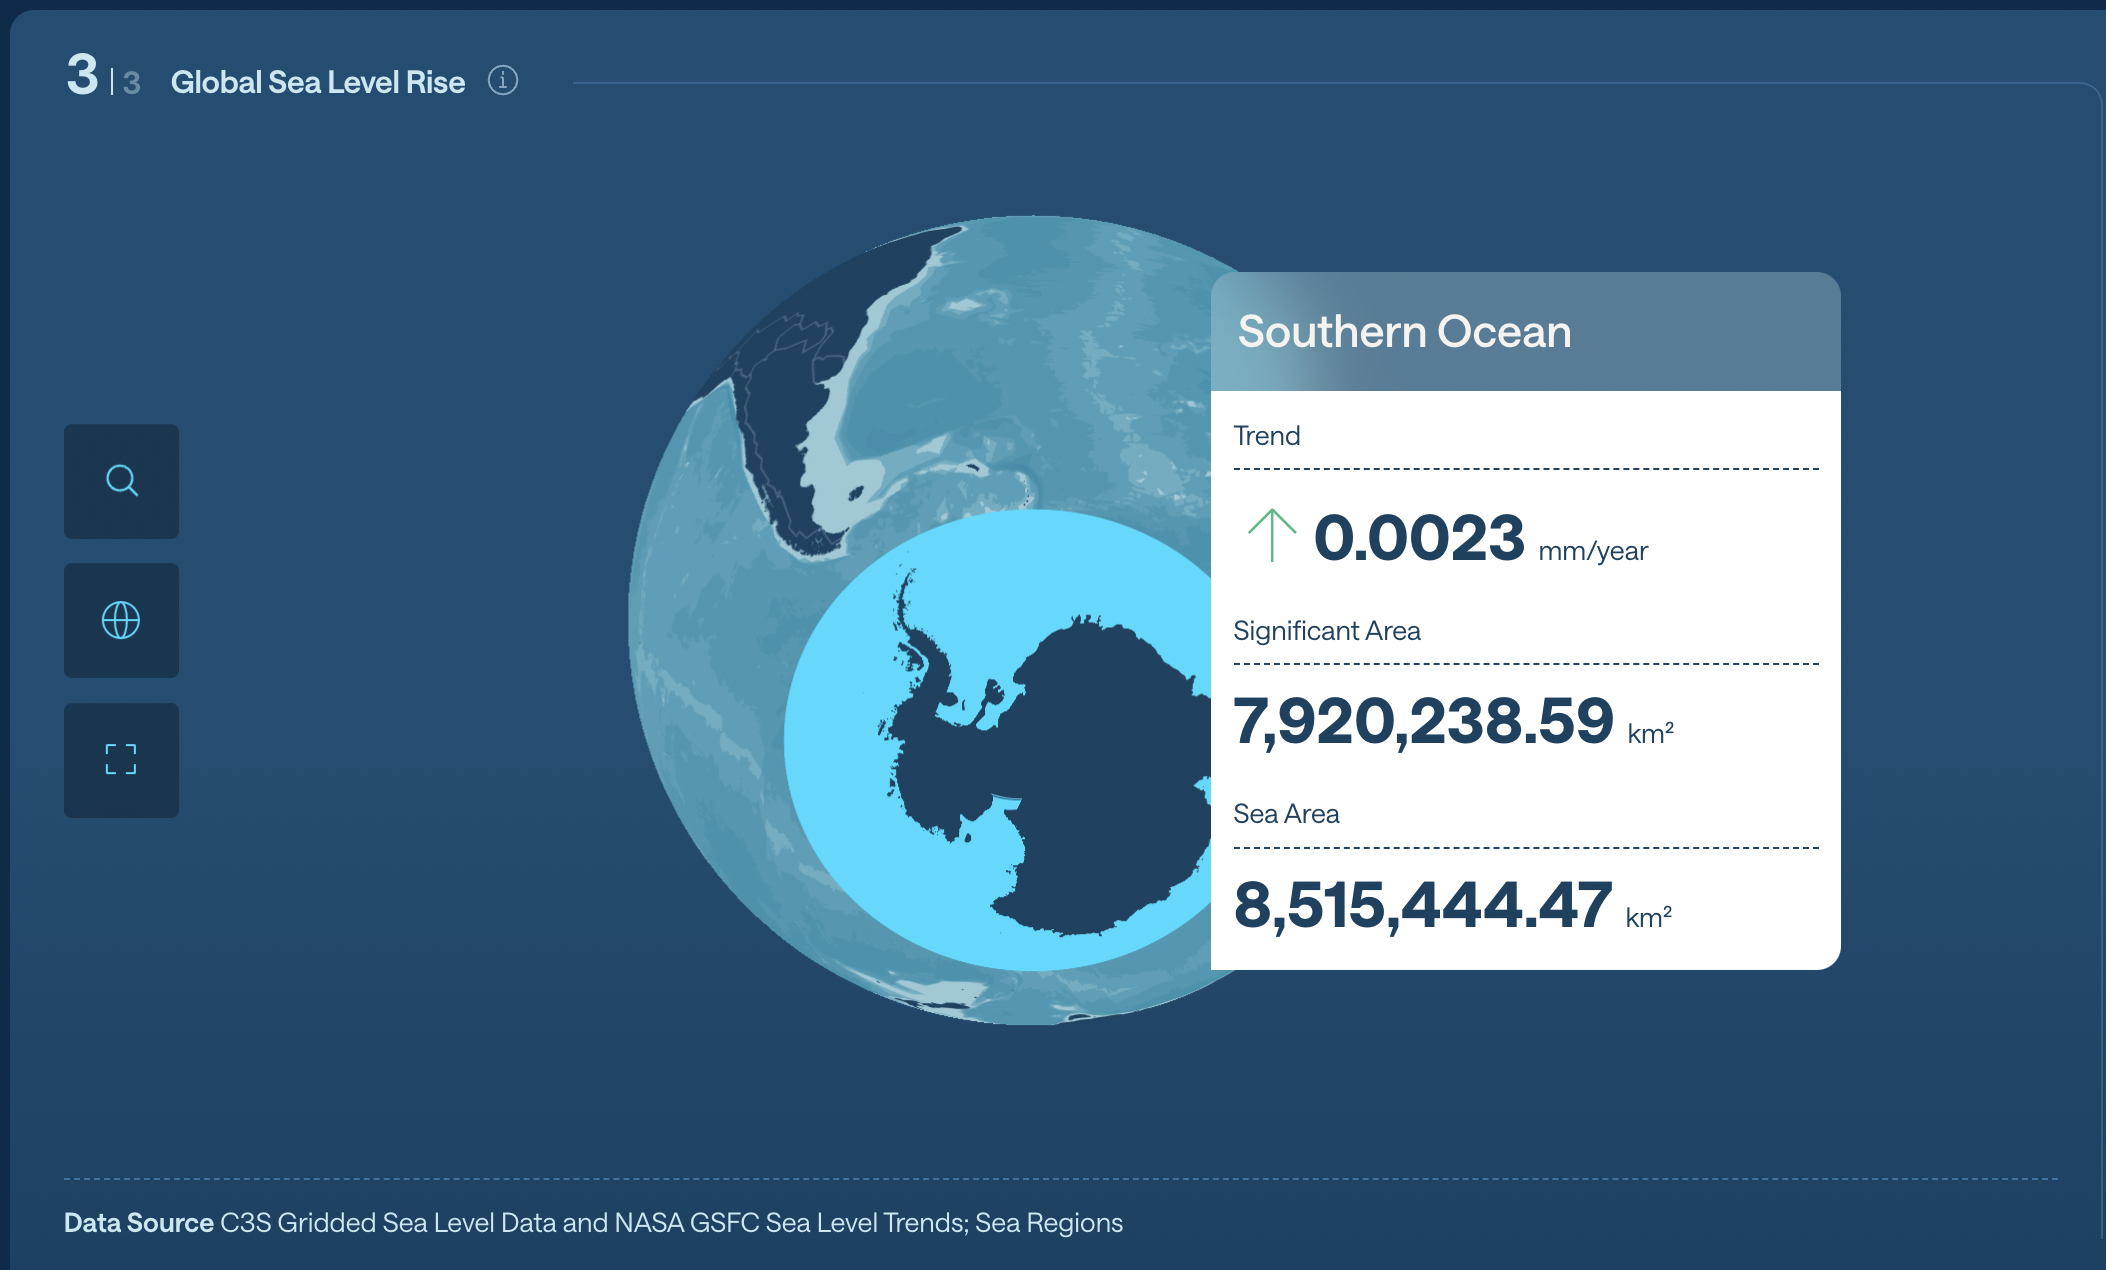 3 | 3 Global Sea Level Rise
Southern Ocean
Trend
0.0023 mm/year
Significant Area
7,920,238.59 km²
Sea Area
8,515,444.47 km²
Data Source C3S Gridded Sea Level Data and NASA GSFC Sea Level Trends; Sea Regions